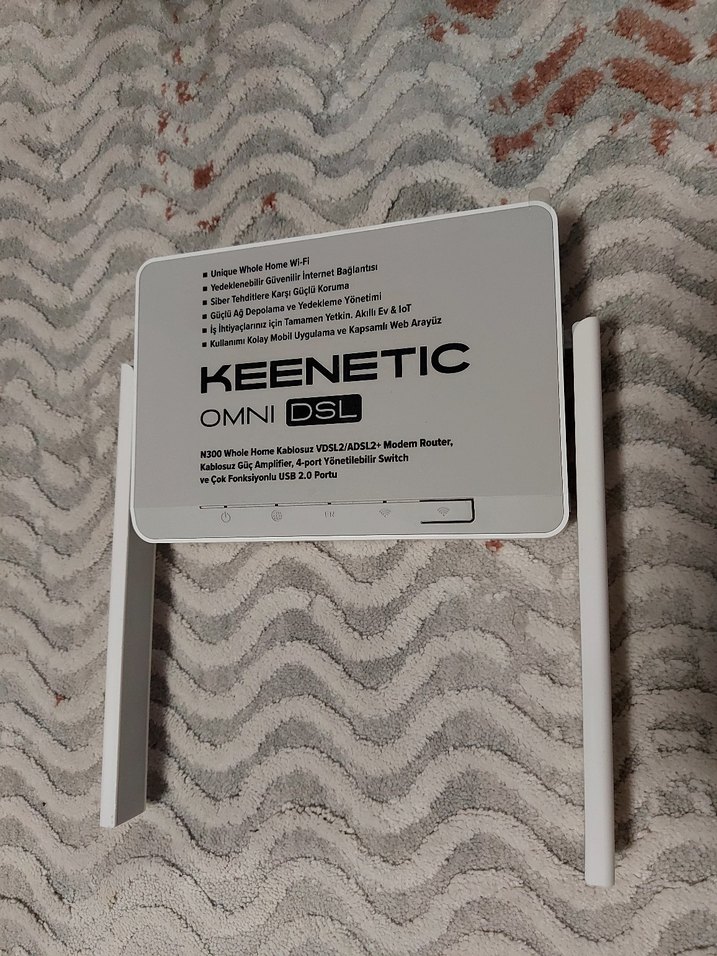 ▪ Unique Whole Home Wi-Fi
▪ Yedeklenebilir Güvenilir İnternet Bağlantısı
▪ Siber Tehditlere Karşı Güçlü Koruma
▪ Güçlü Ağ Depolama ve Yedekleme Yönetimi
▪ İş İhtiyaçlarınız için Tamamen Yetkin. Akıllı Ev & IoT
▪ Kullanımı Kolay Mobil Uygulama ve Kapsamlı Web Arayüz
KEENETIC
OMNI DSL
N300 Whole Home Kablosuz VDSL2/ADSL2+ Modem Router,
Kablosuz Güç Amplifier, 4-port Yönetilebilir Switch
ve Çok Fonksiyonlu USB 2.0 Portu